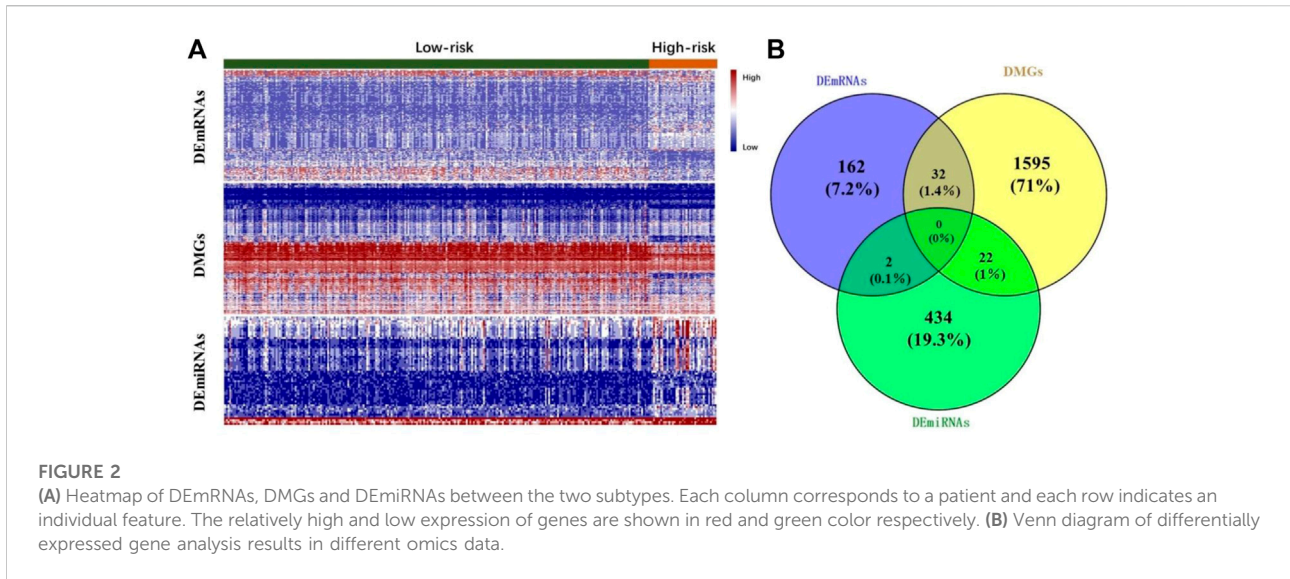 A
Low-risk
High-risk
DEmRNAs
DMGs
DEmiRNAs
High
Low
B
DEmRNAs
DMGs
162
(7.2%)
32
(1.4%)
1595
(71%)
0
(0%)
2
(0.1%)
22
(1%)
434
(19.3%)
DEmiRNAs
FIGURE 2
(A) Heatmap of DEmRNAs, DMGs and DEmiRNAs between the two subtypes. Each column corresponds to a patient and each row indicates an
individual feature. The relatively high and low expression of genes are shown in red and green color respectively. (B) Venn diagram of differentially
expressed gene analysis results in different omics data.